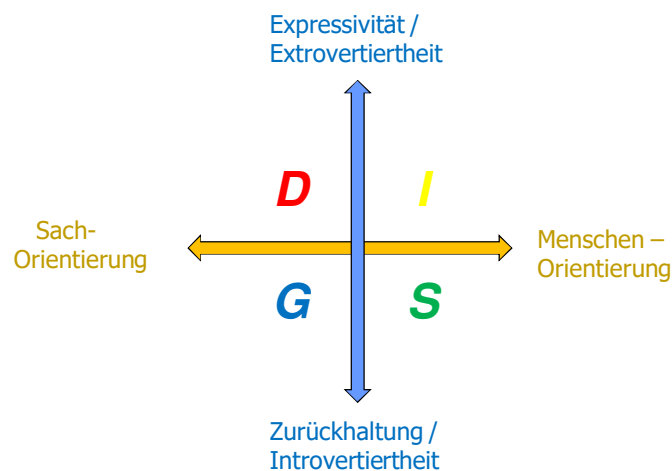 Expressivität /
Extrovertiertheit
D I
Sach-
Orientierung
Menschen –
Orientierung
G S
Zurückhaltung /
Introvertiertheit